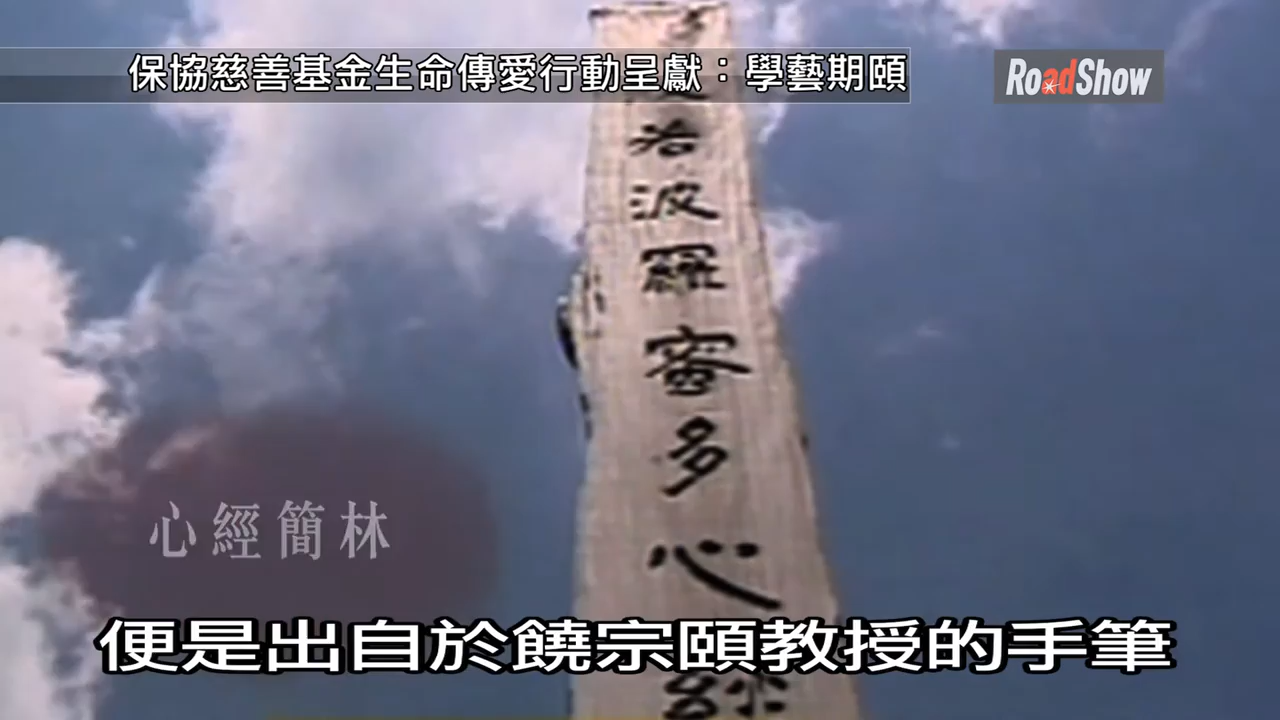 保協慈善基金生命傳愛行動呈獻：學藝期頤
RoadShow
若波羅蜜多心經
心經簡林
便是出自於饒宗頤教授的手筆